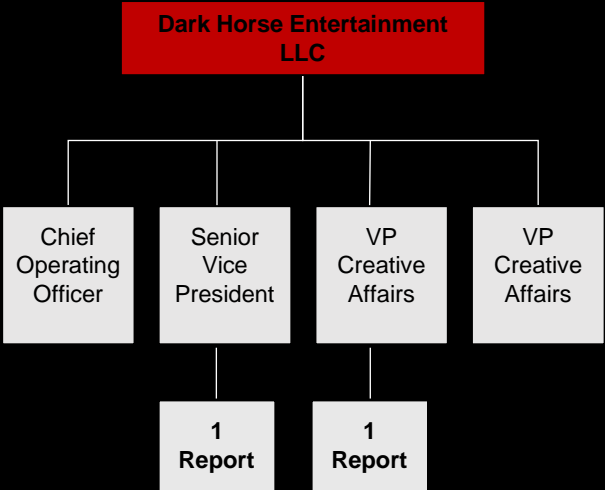 Dark Horse Entertainment
LLC
Chief
Operating
Officer
Senior
Vice
President
VP
Creative
Affairs
VP
Creative
Affairs
1
Report
1
Report